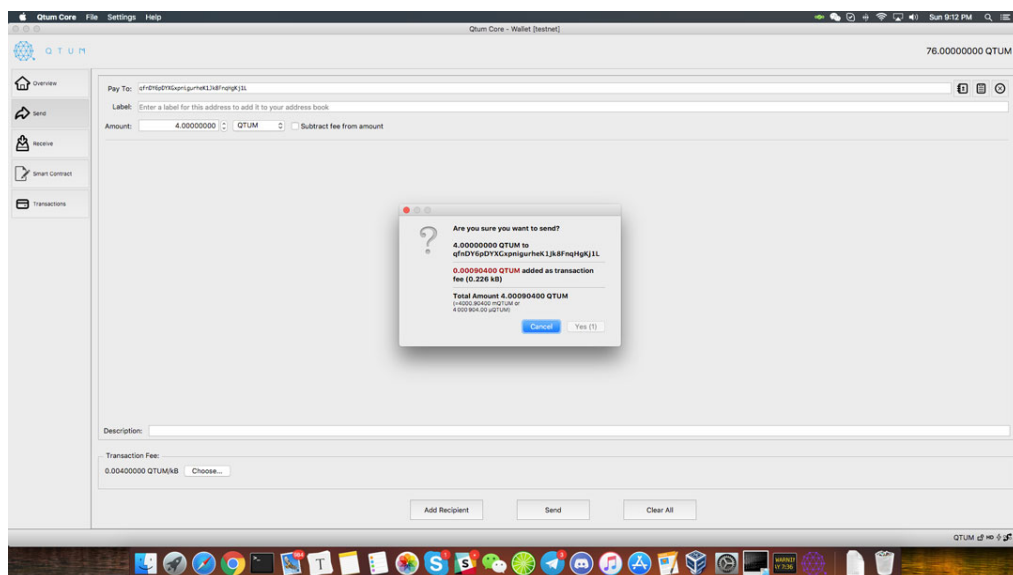 Qtum Core File Settings Help
Sun 9:12 PM
Qtum Core - Wallet [testnet]
QTUM
76.00000000 QTUM
Overview
Send
Receive
Smart Contract
Transactions
Pay To: qfnDY6pDYXGxpnigurheK1Jk8FnqHgKj1L
Label: Enter a label for this address to add it to your address book
Amount: 4.00000000 QTUM Subtract fee from amount
Are you sure you want to send?
4.00000000 QTUM to
qfnDY6pDYXGxpnigurheK1Jk8FnqHgKj1L
0.00090400 QTUM added as transaction
fee (0.226 kB)
Total Amount 4.00090400 QTUM
(=4000.90400 mQTUM or
4 000 904.00 µQTUM)
Cancel Yes (1)
Description:
Transaction Fee:
0.00400000 QTUM/kB Choose...
Add Recipient Send Clear All
QTUM HD